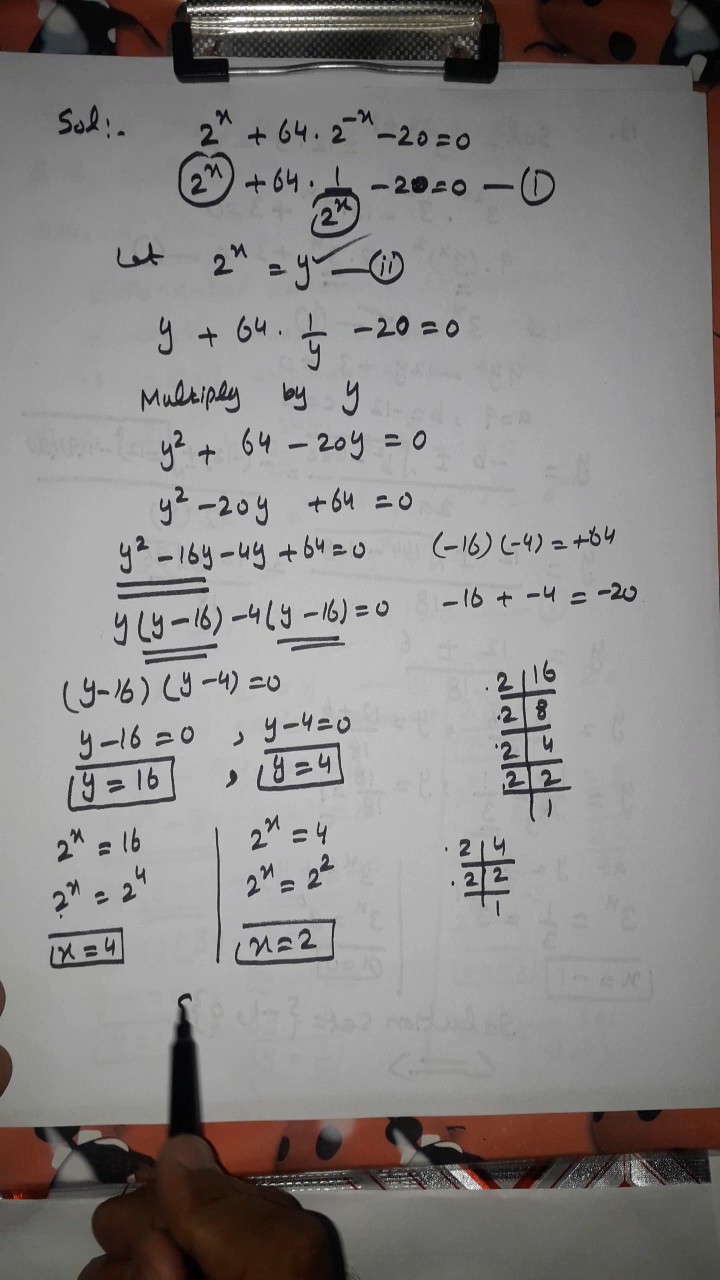 Sol:.
2^x + 64 . 2^-x - 20 = 0
2^x + 64 . 1/2^x - 20 = 0 — (i)
Let 2^x = y ✓ — (ii)
y + 64 . 1/y - 20 = 0
Multiply by y
y² + 64 - 20y = 0
y² - 20y + 64 = 0
y² - 16y - 4y + 64 = 0 (-16) (-4) = +64
y(y - 16) - 4(y - 16) = 0 -16 + -4 = -20
(y-16) (y-4) = 0
y-16 = 0 , y-4 = 0
y = 16 , y = 4
2 | 16
2 | 8
2 | 4
2 | 2
1
2^x = 16 | 2^x = 4
2^x = 2^4 | 2^x = 2^2
x = 4 | x = 2
2 | 4
2 | 2
1